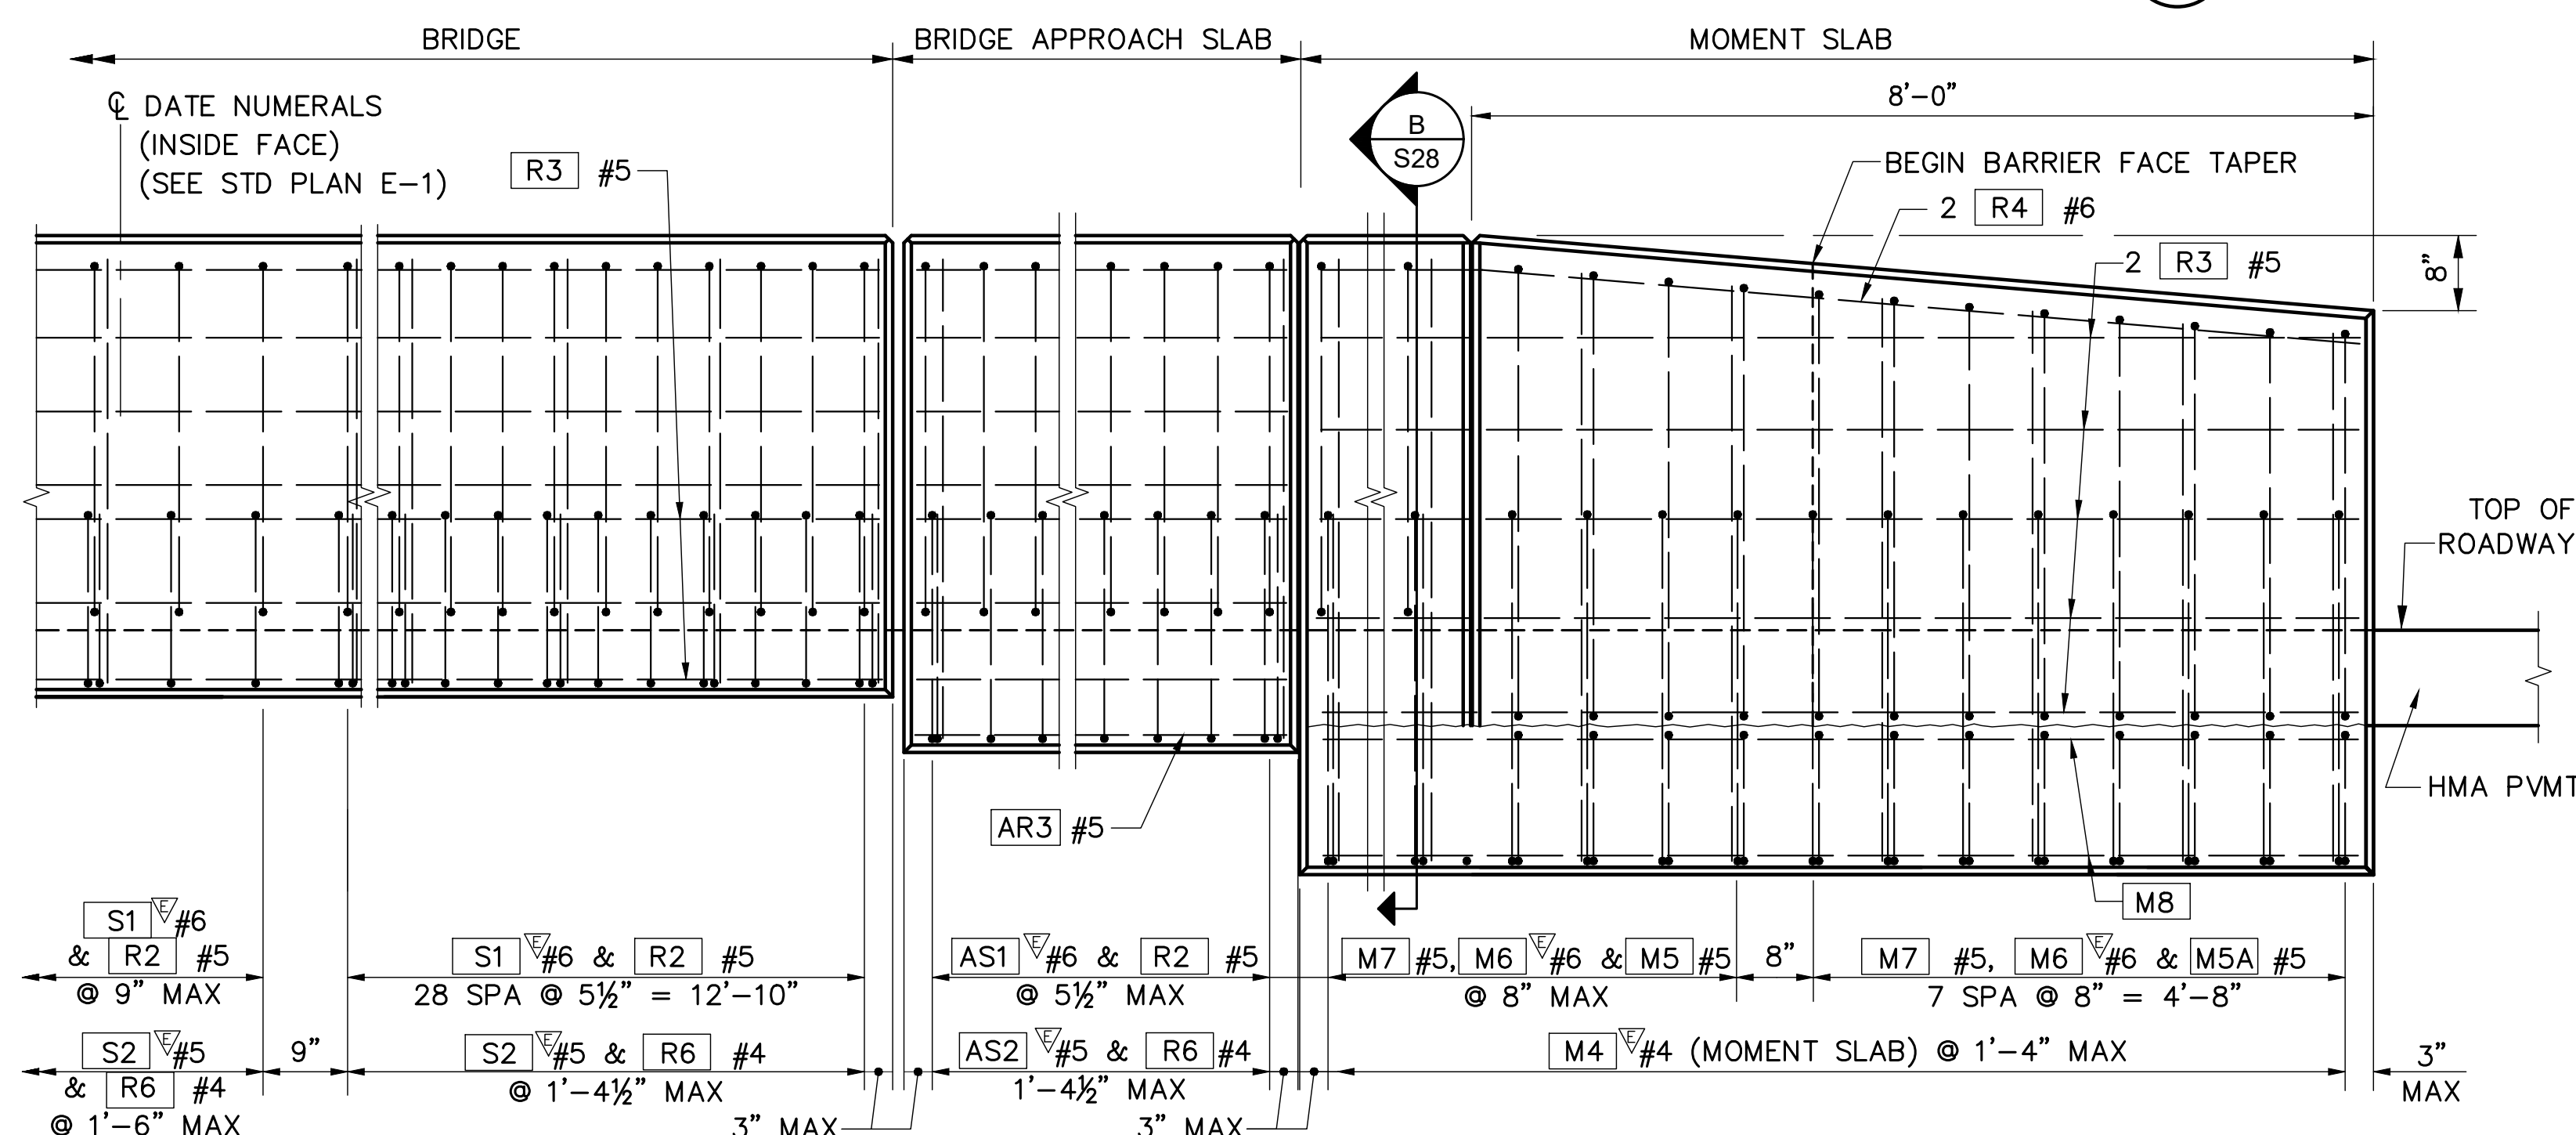 BRIDGE
BRIDGE APPROACH SLAB
MOMENT SLAB
8'-0"
℄ DATE NUMERALS
(INSIDE FACE)
(SEE STD PLAN E-1)
R3 #5
B
S28
BEGIN BARRIER FACE TAPER
2 R4 #6
2 R3 #5
8"
TOP OF
ROADWAY
HMA PVMT
AR3 #5
M8
S1 E #6
& R2 #5
@ 9" MAX
S1 E #6 & R2 #5
28 SPA @ 5½" = 12'-10"
AS1 E #6 & R2 #5
@ 5½" MAX
M7 #5, M6 E #6 & M5 #5
@ 8" MAX
8"
M7 #5, M6 E #6 & M5A #5
7 SPA @ 8" = 4'-8"
S2 E #5
& R6 #4
@ 1'-6" MAX
9"
S2 E #5 & R6 #4
@ 1'-4½" MAX
3" MAX
AS2 E #5 & R6 #4
1'-4½" MAX
3" MAX
M4 E #4 (MOMENT SLAB) @ 1'-4" MAX
3"
MAX